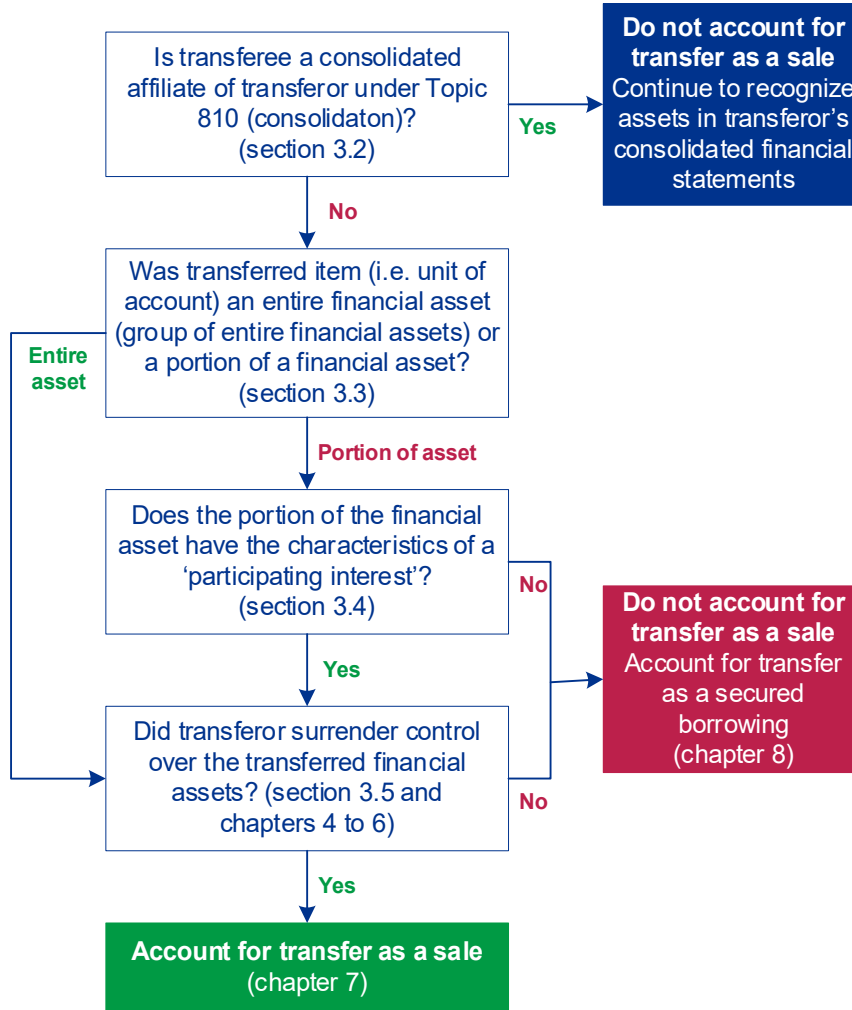 Is transferee a consolidated
affiliate of transferor under Topic
810 (consolidaton)?
(section 3.2)
Yes
Do not account for
transfer as a sale
Continue to recognize
assets in transferor's
consolidated financial
statements
No
Was transferred item (i.e. unit of
account) an entire financial asset
(group of entire financial assets) or
a portion of a financial asset?
(section 3.3)
Entire
asset
Portion of asset
Does the portion of the financial
asset have the characteristics of a
‘participating interest’?
(section 3.4)
No
Do not account for
transfer as a sale
Account for transfer
as a secured
borrowing
(chapter 8)
Yes
Did transferor surrender control
over the transferred financial
assets? (section 3.5 and
chapters 4 to 6)
No
Yes
Account for transfer as a sale
(chapter 7)